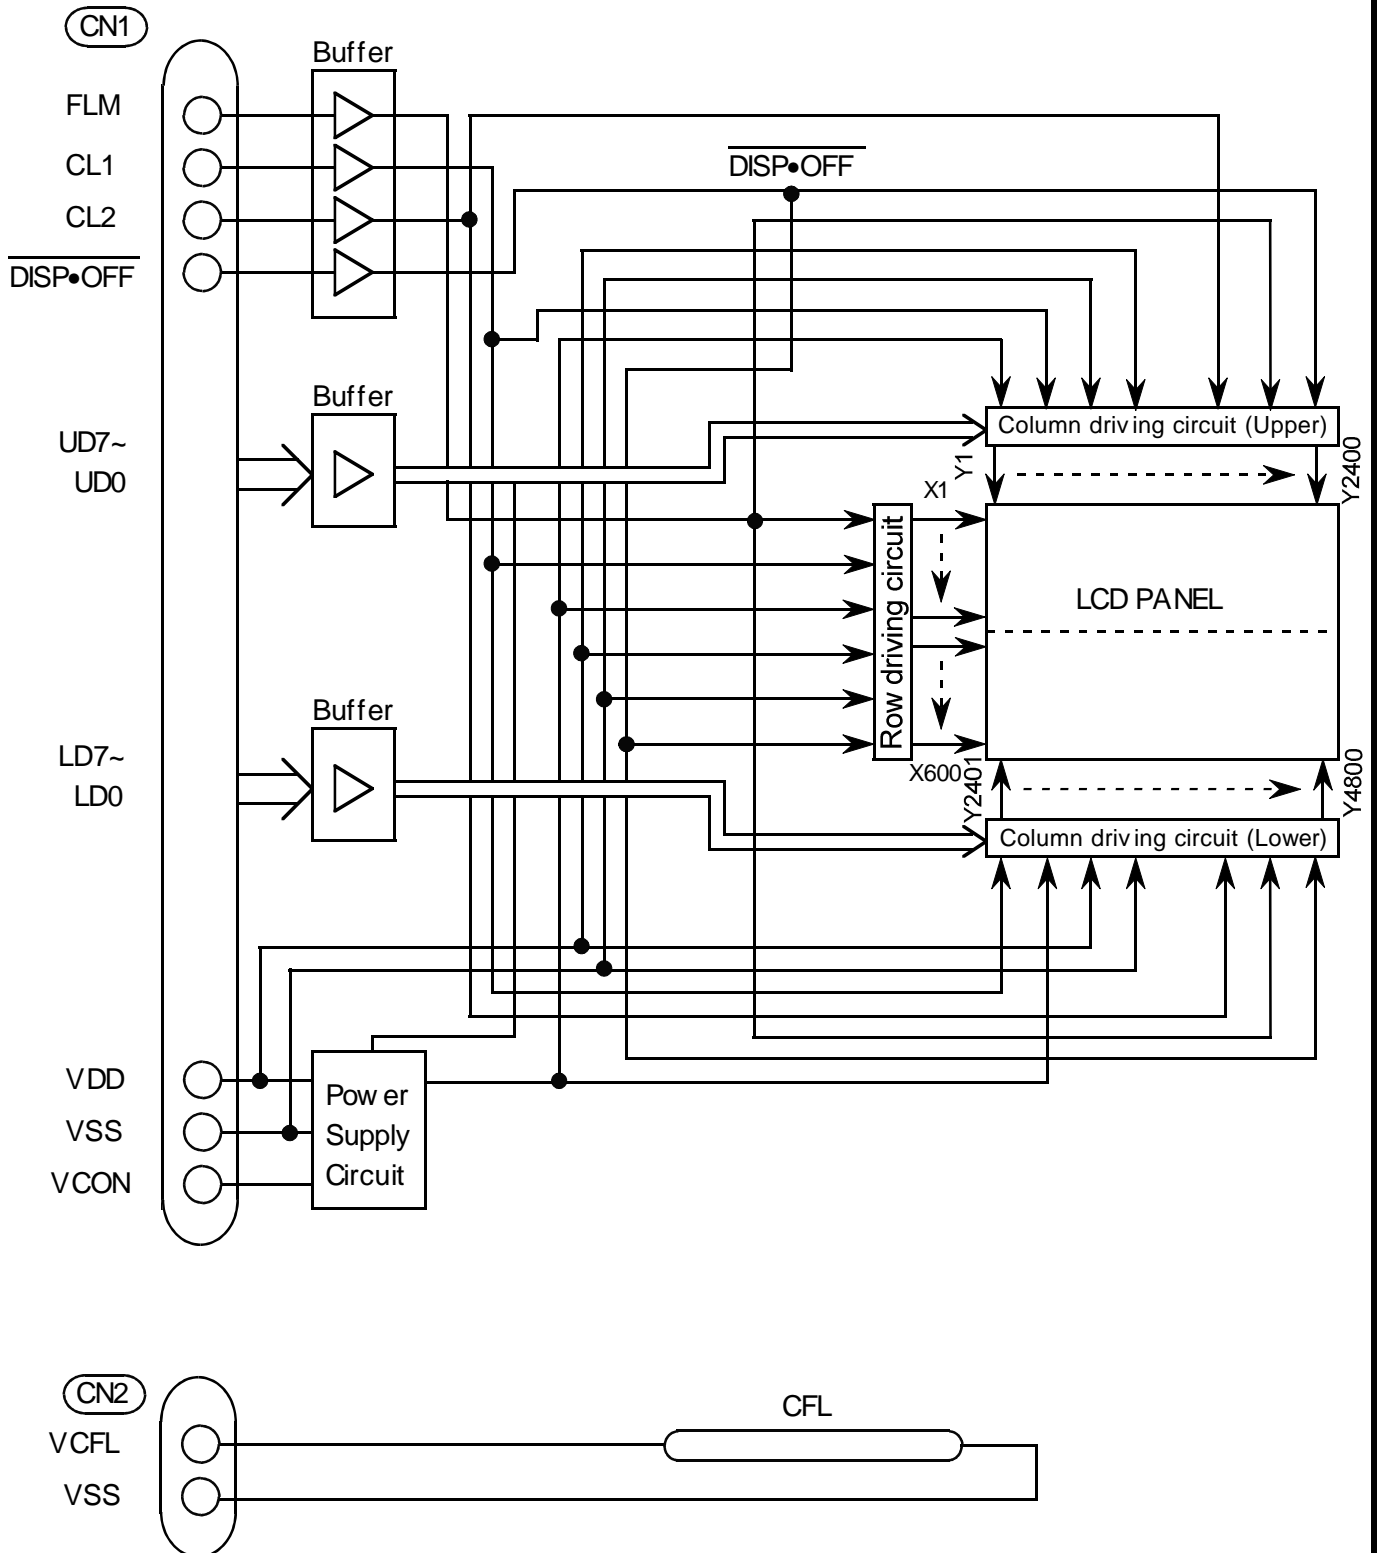 CN1
Buffer
FLM
CL1
CL2
DISP•OFF
DISP•OFF
Buffer
UD7~
UD0
Column driving circuit (Upper)
Y1
Y2400
X1
Row driving circuit
LCD PANEL
Buffer
LD7~
LD0
X600
Y2401
Y4800
Column driving circuit (Lower)
VDD
VSS
VCON
Power
Supply
Circuit
CN2
CFL
VCFL
VSS